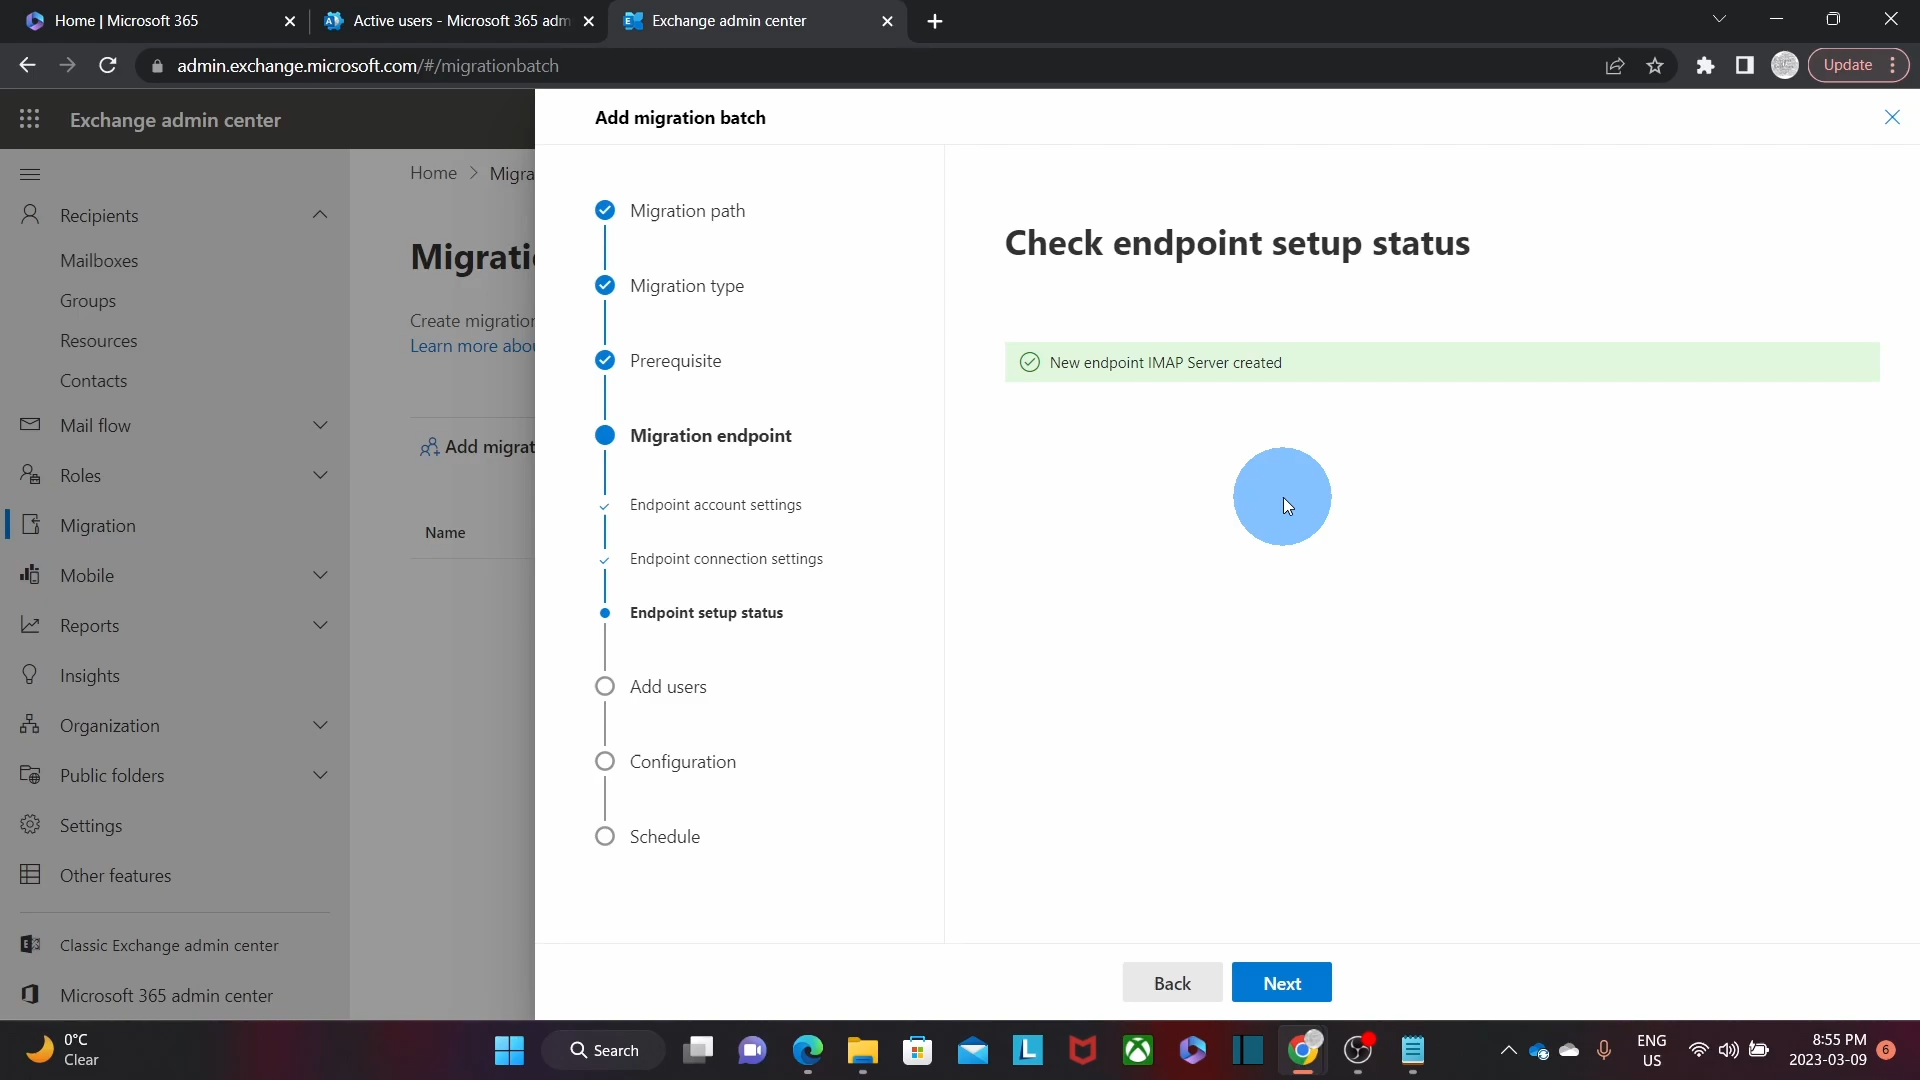 Home | Microsoft 365
Active users - Microsoft 365 adm
Exchange admin center
admin.exchange.microsoft.com/#/migrationbatch
Update
Exchange admin center
Recipients
Mailboxes
Groups
Resources
Contacts
Mail flow
Roles
Migration
Mobile
Reports
Insights
Organization
Public folders
Settings
Other features
Classic Exchange admin center
Microsoft 365 admin center
Home > Migra
Migrati
Create migration
Learn more abou
Add migrat
Name
Add migration batch
Migration path
Migration type
Prerequisite
Migration endpoint
Endpoint account settings
Endpoint connection settings
Endpoint setup status
Add users
Configuration
Schedule
Check endpoint setup status
New endpoint IMAP Server created
Back
Next
0°C
Clear
Search
ENG
US
8:55 PM
2023-03-09
6